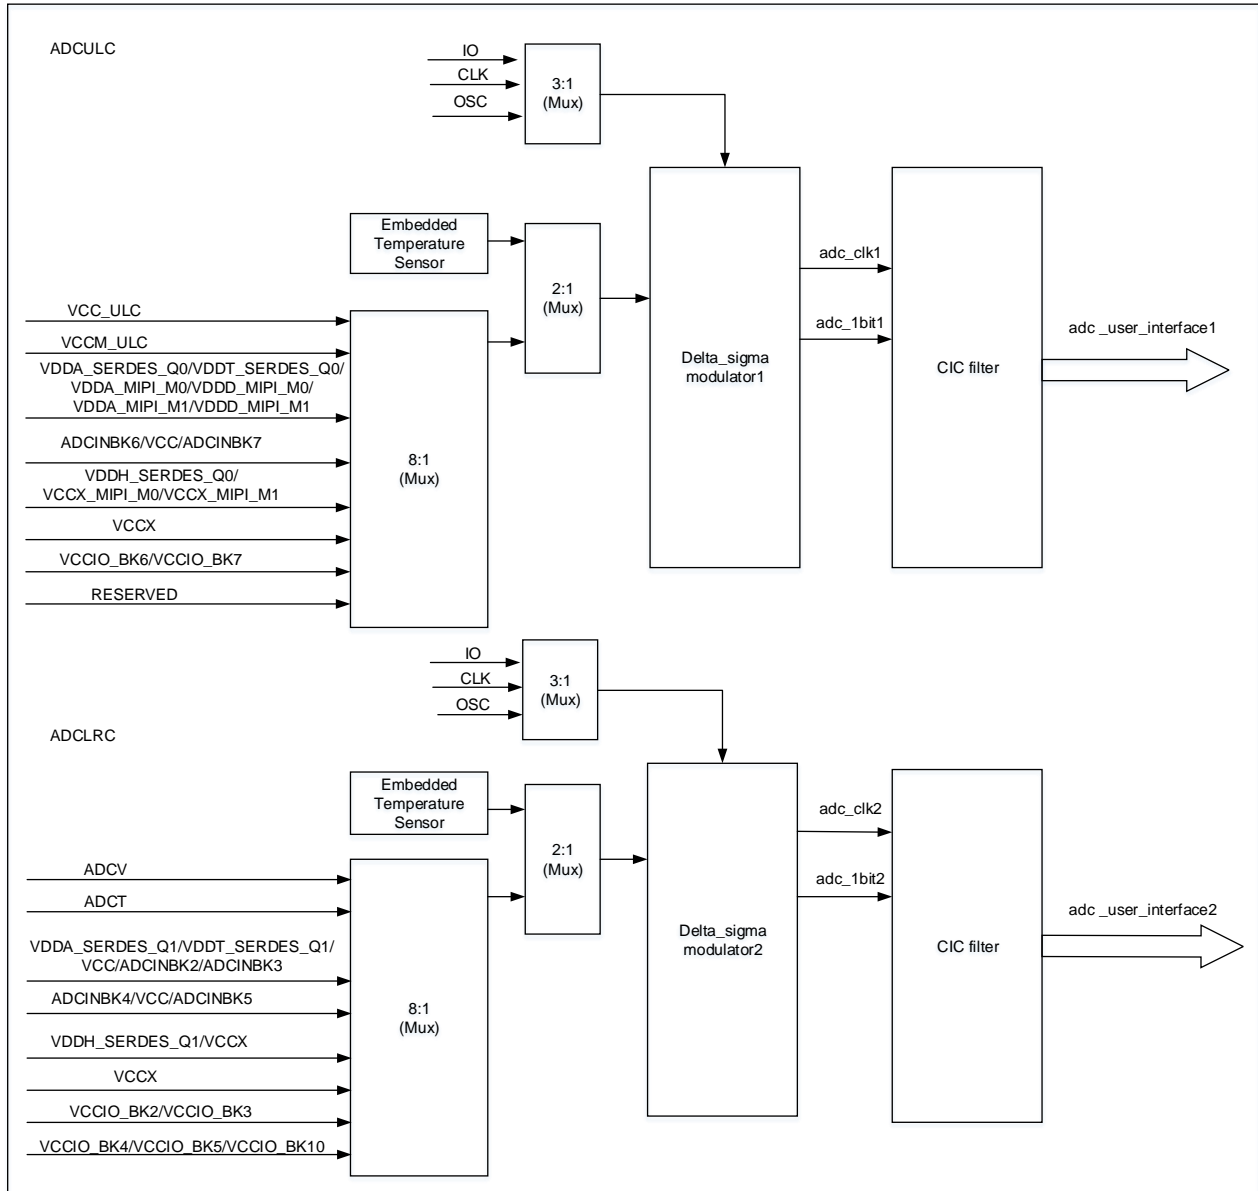 ADCULC
IO
CLK
OSC
3:1
(Mux)
Embedded
Temperature
Sensor
2:1
(Mux)
VCC_ULC
VCCM_ULC
VDDA_SERDES_Q0/VDDT_SERDES_Q0/
VDDA_MIPI_M0/VDDD_MIPI_M0/
VDDA_MIPI_M1/VDDD_MIPI_M1
ADCINBK6/VCC/ADCINBK7
VDDH_SERDES_Q0/
VCCX_MIPI_M0/VCCX_MIPI_M1
VCCX
VCCIO_BK6/VCCIO_BK7
RESERVED
8:1
(Mux)
Delta_sigma
modulator1
adc_clk1
adc_1bit1
CIC filter
adc _user_interface1
ADCLRC
IO
CLK
OSC
3:1
(Mux)
Embedded
Temperature
Sensor
2:1
(Mux)
ADCV
ADCT
VDDA_SERDES_Q1/VDDT_SERDES_Q1/
VCC/ADCINBK2/ADCINBK3
ADCINBK4/VCC/ADCINBK5
VDDH_SERDES_Q1/VCCX
VCCX
VCCIO_BK2/VCCIO_BK3
VCCIO_BK4/VCCIO_BK5/VCCIO_BK10
8:1
(Mux)
Delta_sigma
modulator2
adc_clk2
adc_1bit2
CIC filter
adc _user_interface2